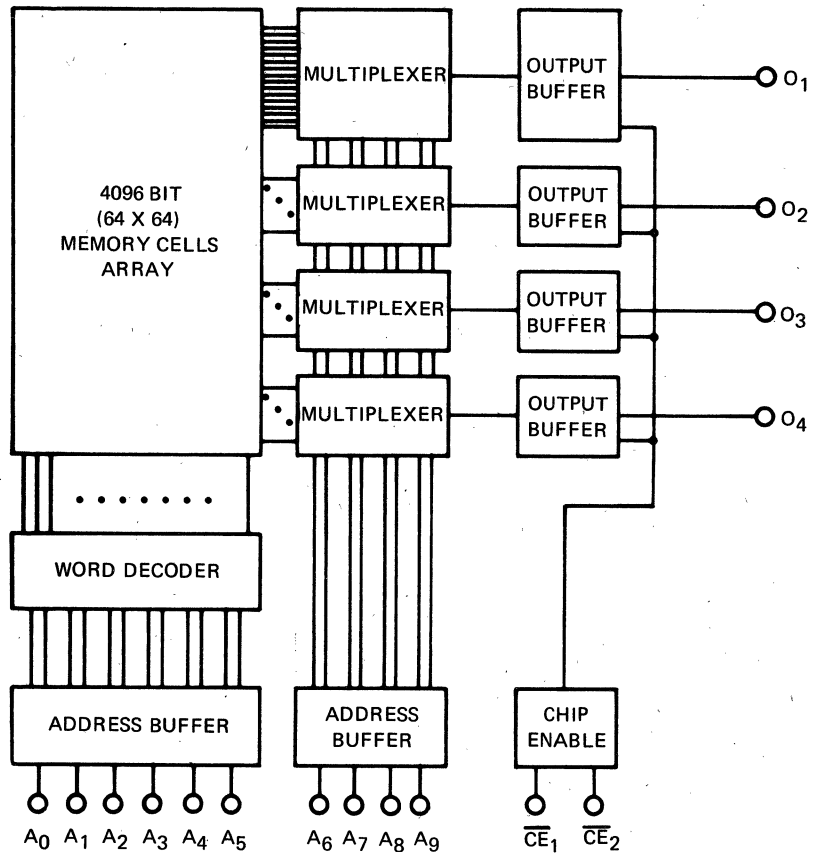 4096 BIT
(64 X 64)
MEMORY CELLS
ARRAY
MULTIPLEXER
OUTPUT
BUFFER
O1
MULTIPLEXER
OUTPUT
BUFFER
O2
MULTIPLEXER
OUTPUT
BUFFER
O3
MULTIPLEXER
OUTPUT
BUFFER
O4
WORD DECODER
ADDRESS BUFFER
ADDRESS
BUFFER
CHIP
ENABLE
A0 A1 A2 A3 A4 A5 A6 A7 A8 A9 C̅E̅1 C̅E̅2